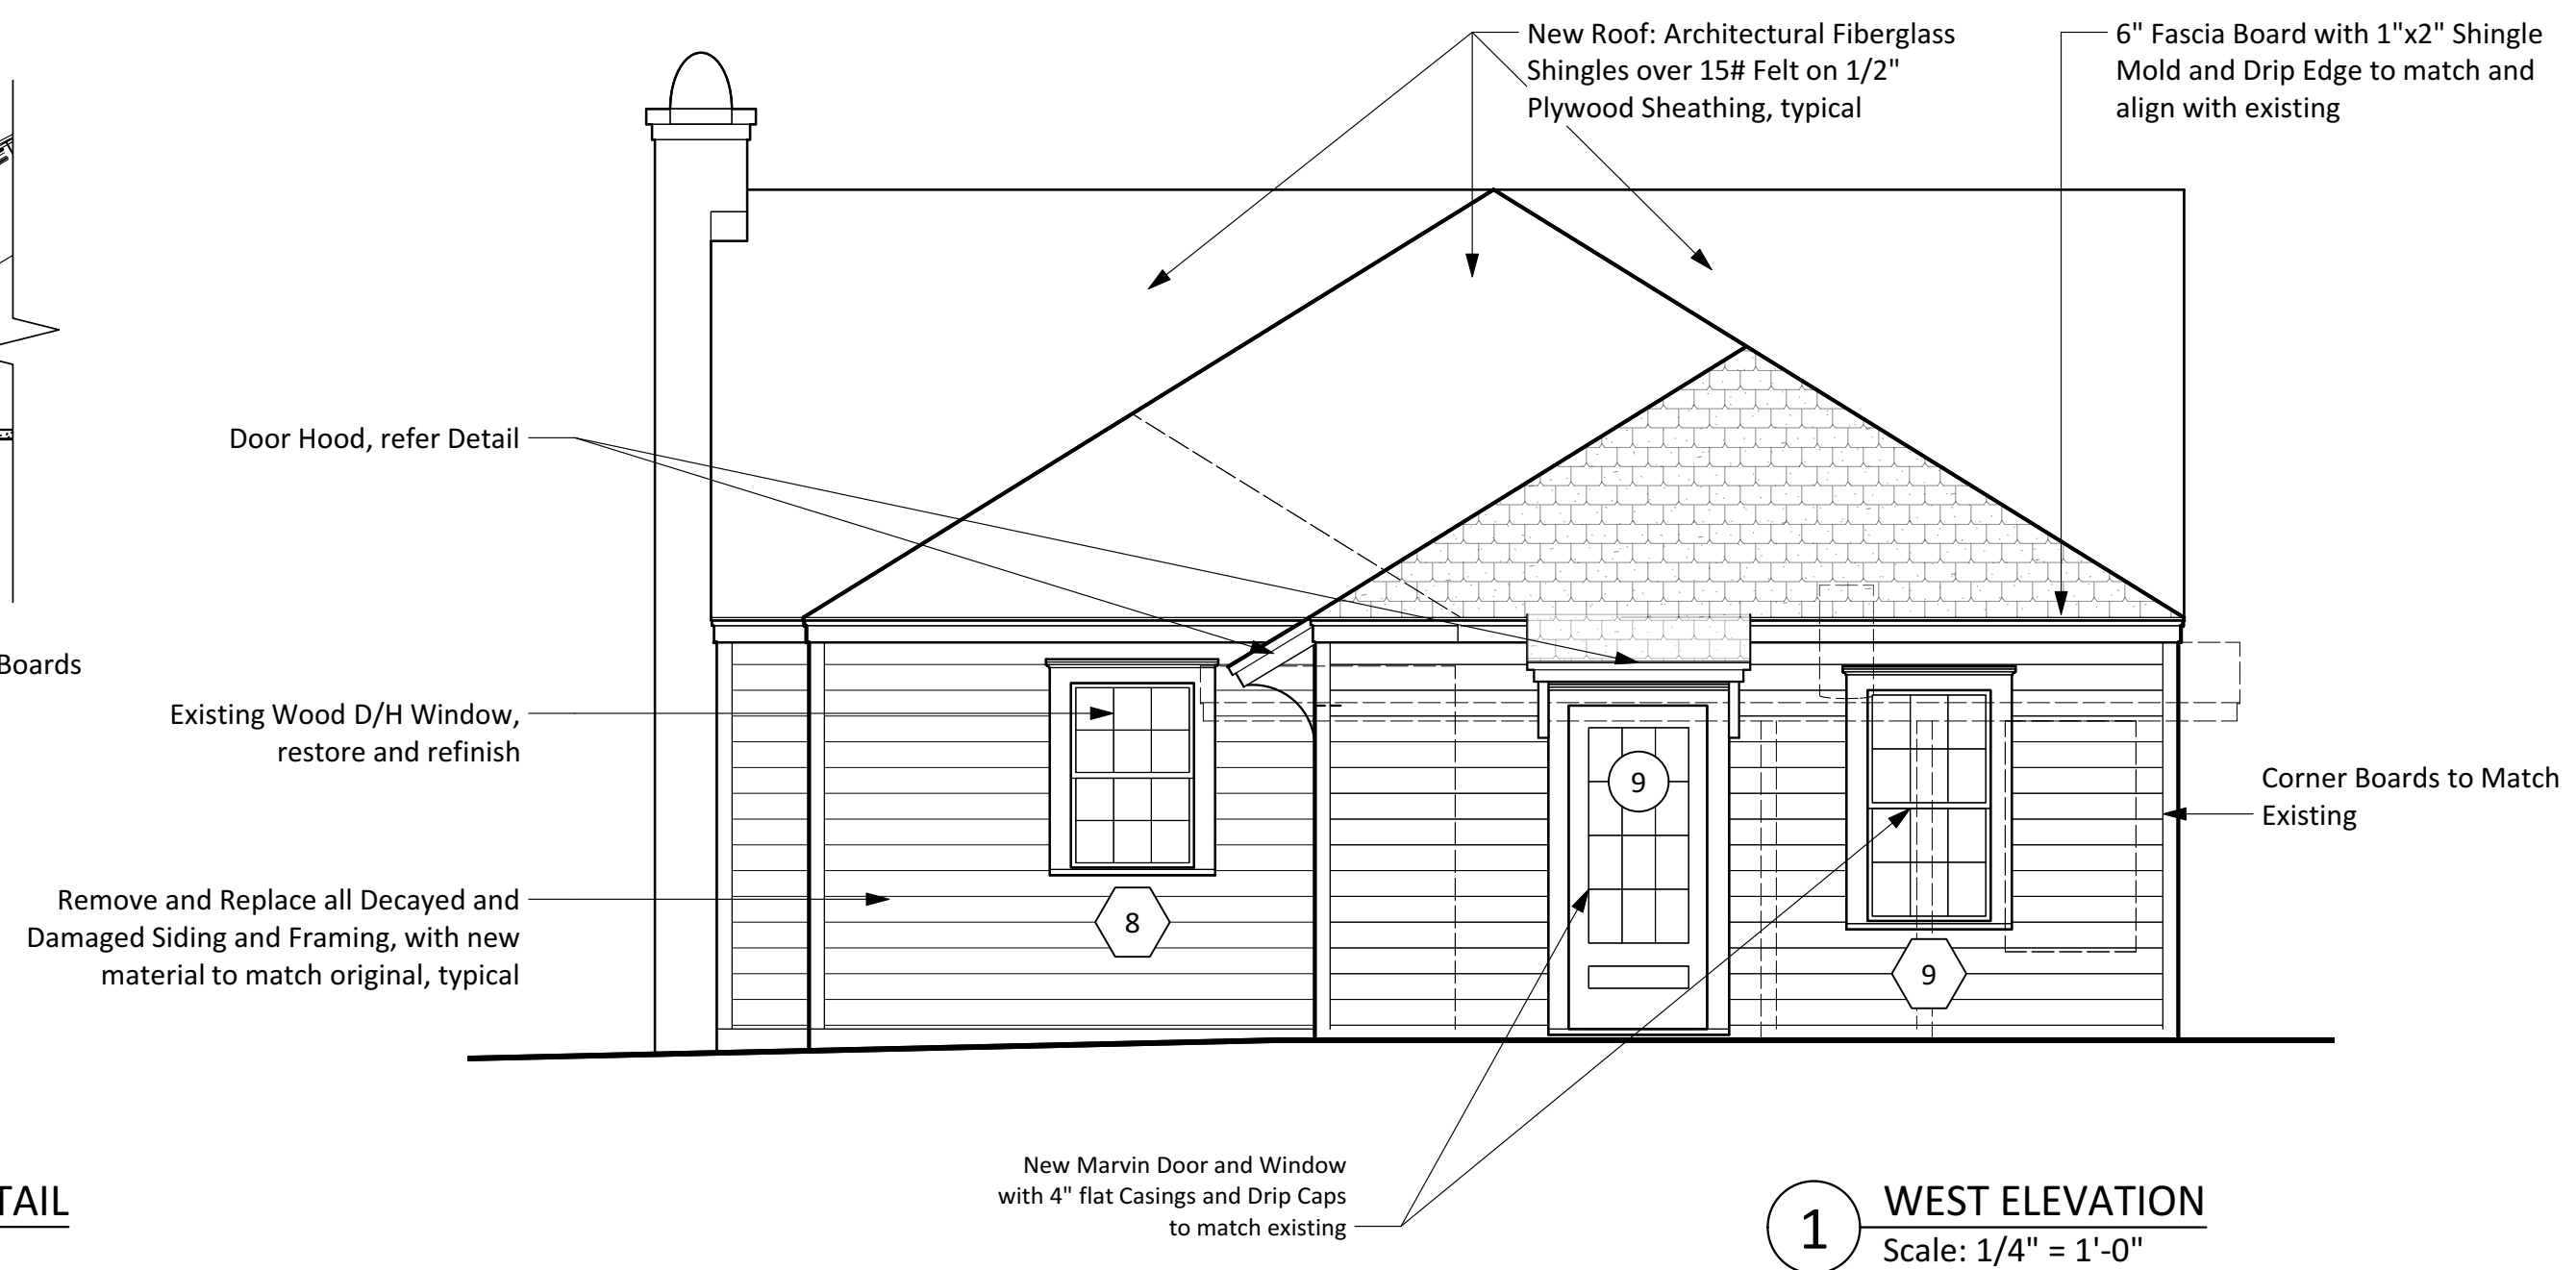 New Roof: Architectural Fiberglass
Shingles over 15# Felt on 1/2"
Plywood Sheathing, typical
6" Fascia Board with 1"x2" Shingle
Mold and Drip Edge to match and
align with existing
Door Hood, refer Detail
Boards
Existing Wood D/H Window,
restore and refinish
9
Corner Boards to Match
Existing
Remove and Replace all Decayed and
Damaged Siding and Framing, with new
material to match original, typical
8
9
New Marvin Door and Window
with 4" flat Casings and Drip Caps
to match existing
TAIL
1
WEST ELEVATION
Scale: 1/4" = 1'-0"